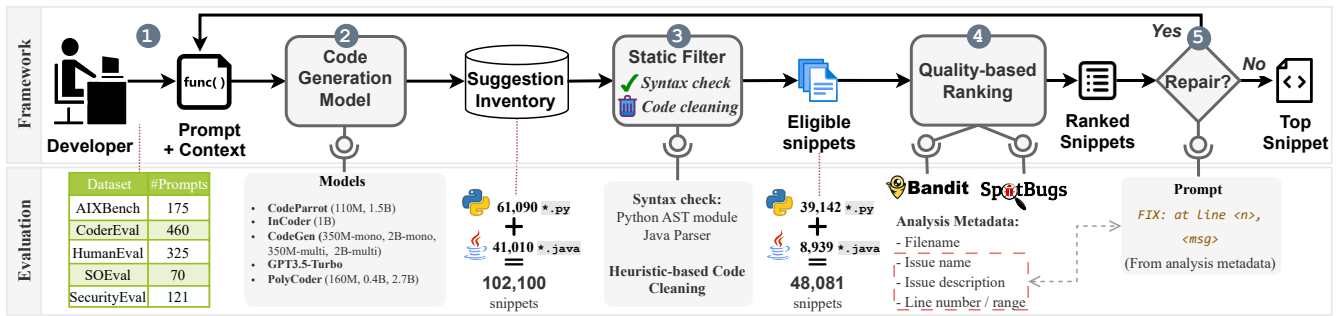 Framework
1
2
3
4
5
Developer
func( )
Prompt
+ Context
Code
Generation
Model
Suggestion
Inventory
Static Filter
Syntax check
Code cleaning
Eligible
snippets
Quality-based
Ranking
Ranked
Snippets
Yes
Repair?
No
Top
Snippet
Evaluation
Dataset #Prompts
AIXBench 175
CoderEval 460
HumanEval 325
SOEval 70
SecurityEval 121
Models
• CodeParrot (110M, 1.5B)
• InCoder (1B)
• CodeGen (350M-mono, 2B-mono,
350M-multi, 2B-multi)
• GPT3.5-Turbo
• PolyCoder (160M, 0.4B, 2.7B)
61,090 *.py
+
41,010 *.java
=
102,100
snippets
Syntax check:
Python AST module
Java Parser
Heuristic-based Code
Cleaning
39,142 *.py
+
8,939 *.java
=
48,081
snippets
Bandit
SpotBugs
Analysis Metadata:
- Filename
- Issue name
- Issue description
- Line number / range
Prompt
FIX: at line <n>,
<msg>
(From analysis metadata)